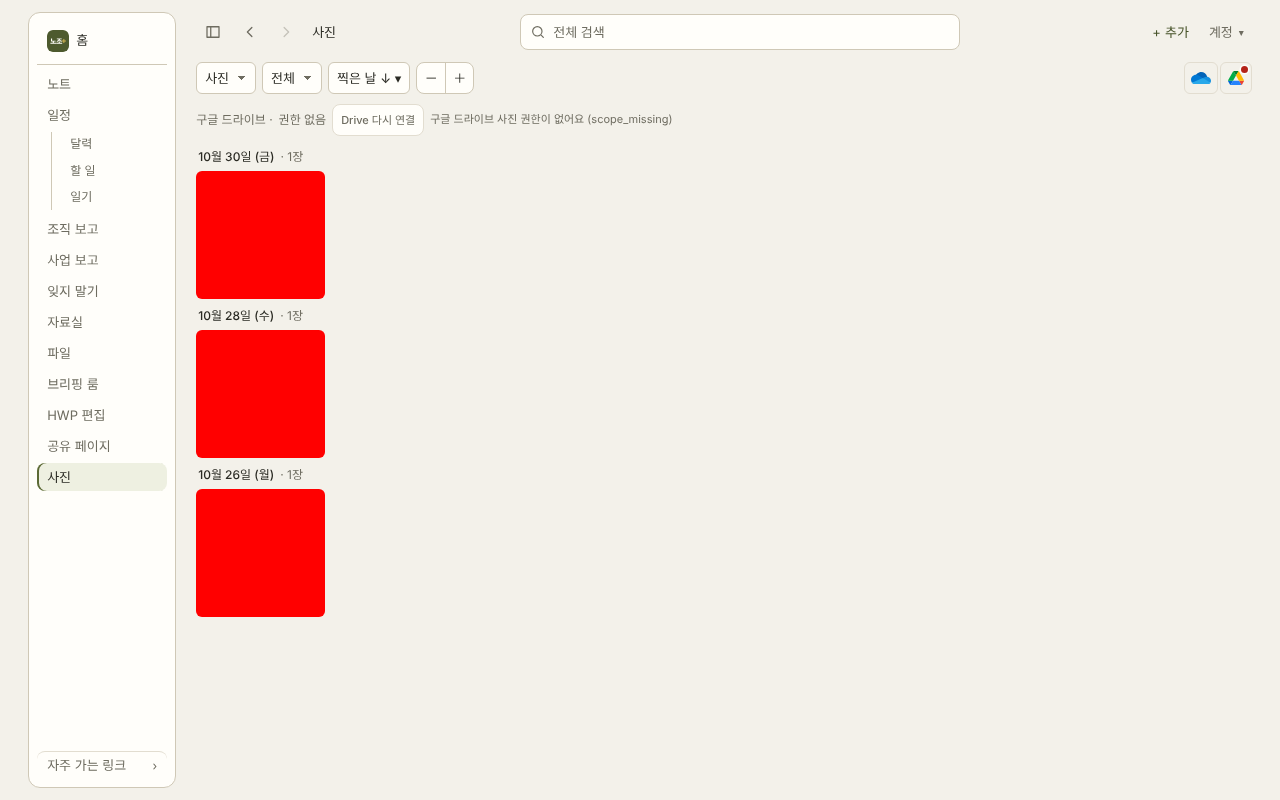 노조+ 홈
노트
일정
달력
할 일
일기
조직 보고
사업 보고
잊지 말기
자료실
파일
브리핑 룸
HWP 편집
공유 페이지
사진
자주 가는 링크 ›
사진
전체 검색
+ 추가 계정 ▾
사진 전체 찍은 날 ↓ ▾ − +
구글 드라이브 · 권한 없음 Drive 다시 연결 구글 드라이브 사진 권한이 없어요 (scope_missing)
10월 30일 (금) · 1장
10월 28일 (수) · 1장
10월 26일 (월) · 1장